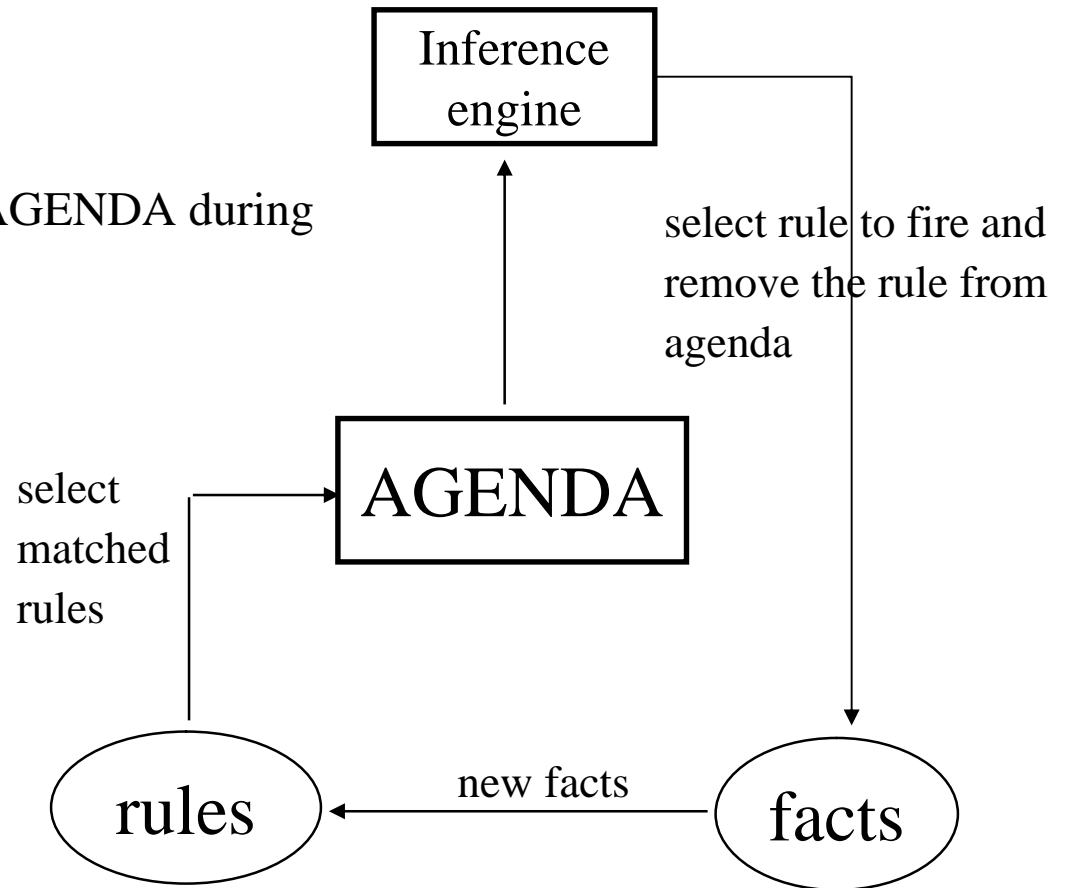 Inference
engine
AGENDA during
select rule to fire and
remove the rule from
agenda
AGENDA
select
matched
rules
new facts
rules
facts